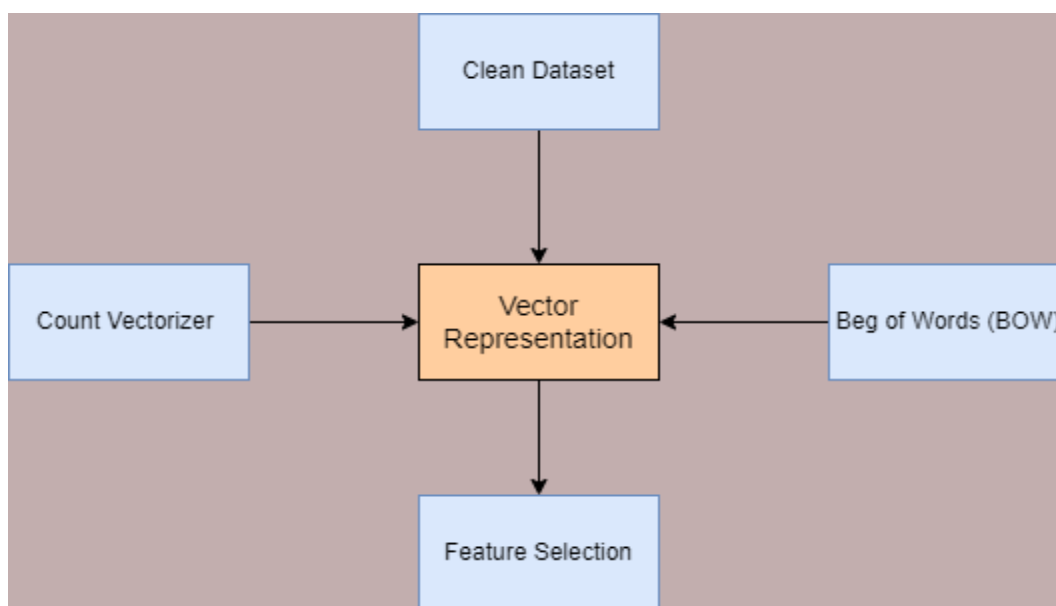 Clean Dataset
Count Vectorizer
Vector
Representation
Beg of Words (BOW)
Feature Selection